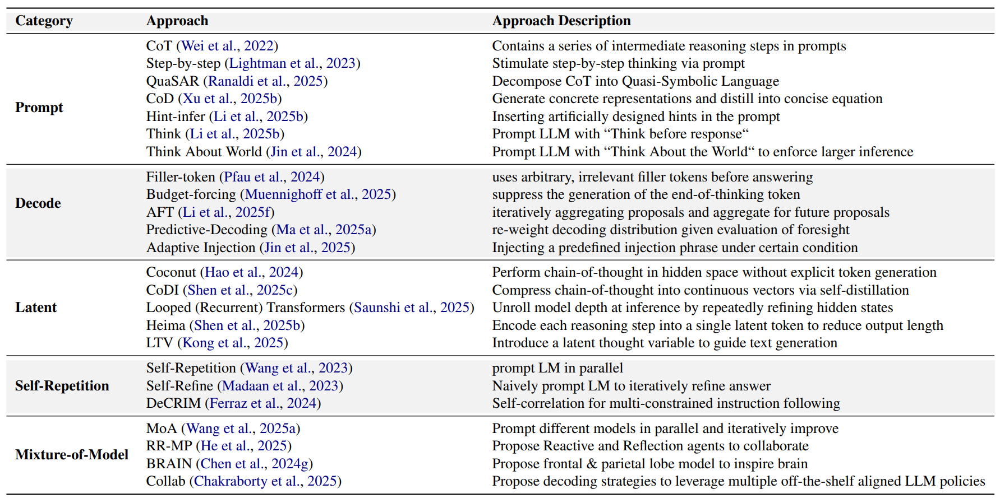 Category Approach Approach Description
CoT (Wei et al., 2022) Contains a series of intermediate reasoning steps in prompts
Step-by-step (Lightman et al., 2023) Stimulate step-by-step thinking via prompt
QuaSAR (Ranaldi et al., 2025) Decompose CoT into Quasi-Symbolic Language
CoD (Xu et al., 2025b) Generate concrete representations and distill into concise equation
Prompt
Hint-infer (Li et al., 2025b) Inserting artificially designed hints in the prompt
Think (Li et al., 2025b) Prompt LLM with “Think before response“
Think About World (Jin et al., 2024) Prompt LLM with “Think About the World“ to enforce larger inference
Filler-token (Pfau et al., 2024) uses arbitrary, irrelevant filler tokens before answering
Budget-forcing (Muennighoff et al., 2025) suppress the generation of the end-of-thinking token
Decode
AFT (Li et al., 2025f) iteratively aggregating proposals and aggregate for future proposals
Predictive-Decoding (Ma et al., 2025a) re-weight decoding distribution given evaluation of foresight
Adaptive Injection (Jin et al., 2025) Injecting a predefined injection phrase under certain condition
Coconut (Hao et al., 2024) Perform chain-of-thought in hidden space without explicit token generation
CoDI (Shen et al., 2025c) Compress chain-of-thought into continuous vectors via self-distillation
Latent Looped (Recurrent) Transformers (Saunshi et al., 2025) Unroll model depth at inference by repeatedly refining hidden states
Heima (Shen et al., 2025b) Encode each reasoning step into a single latent token to reduce output length
LTV (Kong et al., 2025) Introduce a latent thought variable to guide text generation
Self-Repetition (Wang et al., 2023) prompt LM in parallel
Self-Repetition Self-Refine (Madaan et al., 2023) Naively prompt LM to iteratively refine answer
DeCRIM (Ferraz et al., 2024) Self-correlation for multi-constrained instruction following
MoA (Wang et al., 2025a) Prompt different models in parallel and iteratively improve
RR-MP (He et al., 2025) Propose Reactive and Reflection agents to collaborate
Mixture-of-Model
BRAIN (Chen et al., 2024g) Propose frontal & parietal lobe model to inspire brain
Collab (Chakraborty et al., 2025) Propose decoding strategies to leverage multiple off-the-shelf aligned LLM policies